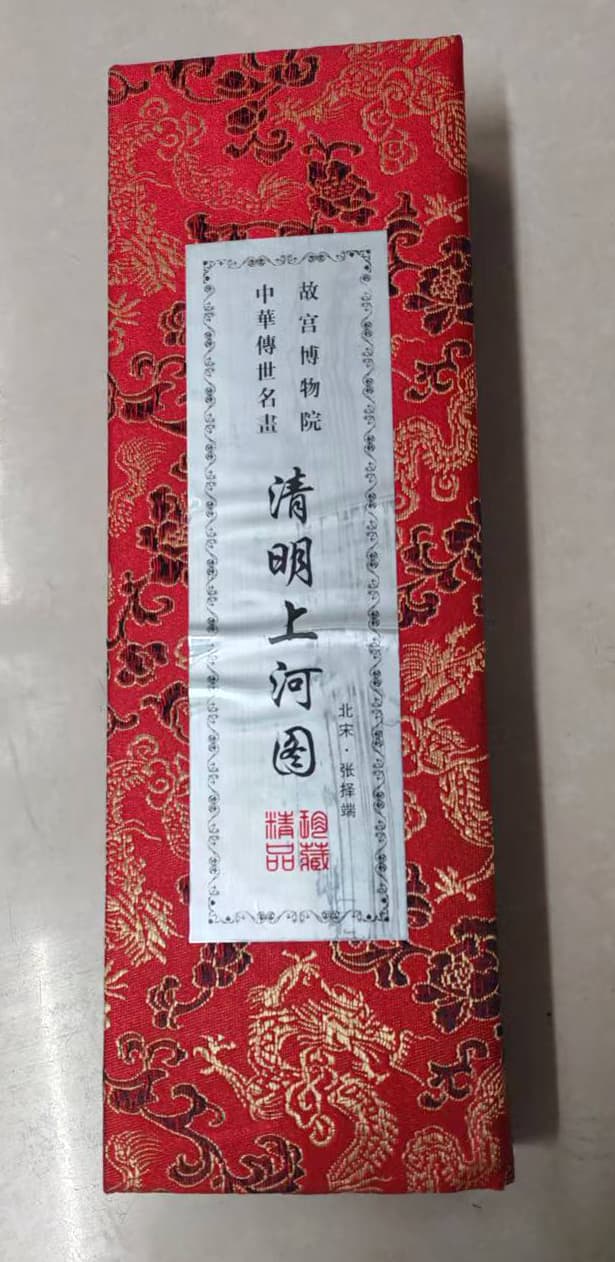 故宫博物院
中華傳世名畫
清明上河图
北宋·张择端
珍藏
精品